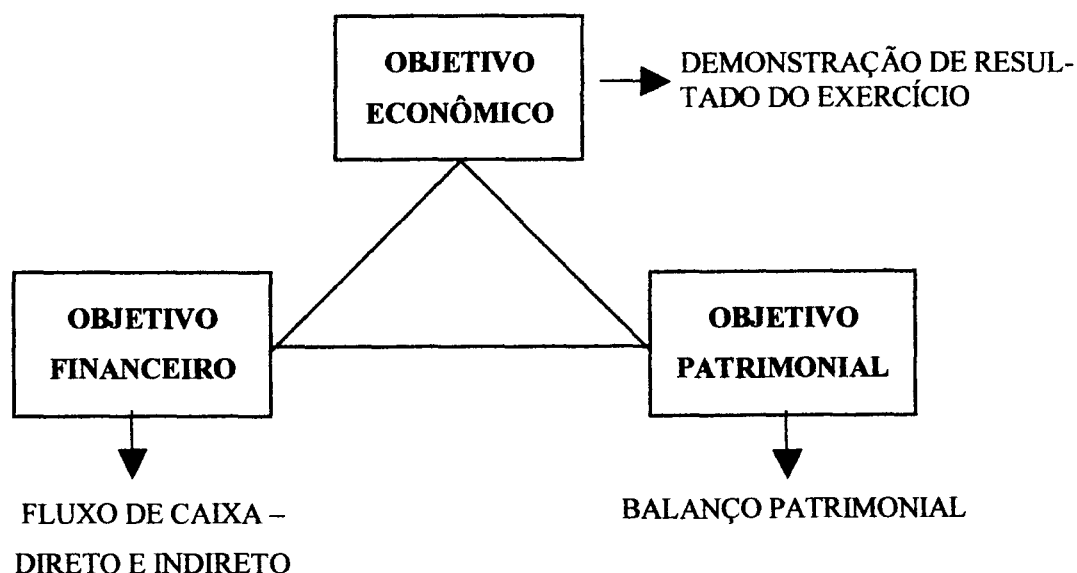 OBJETIVO
ECONÔMICO
DEMONSTRAÇÃO DE RESUL-
TADO DO EXERCÍCIO
OBJETIVO
FINANCEIRO
OBJETIVO
PATRIMONIAL
FLUXO DE CAIXA –
DIRETO E INDIRETO
BALANÇO PATRIMONIAL